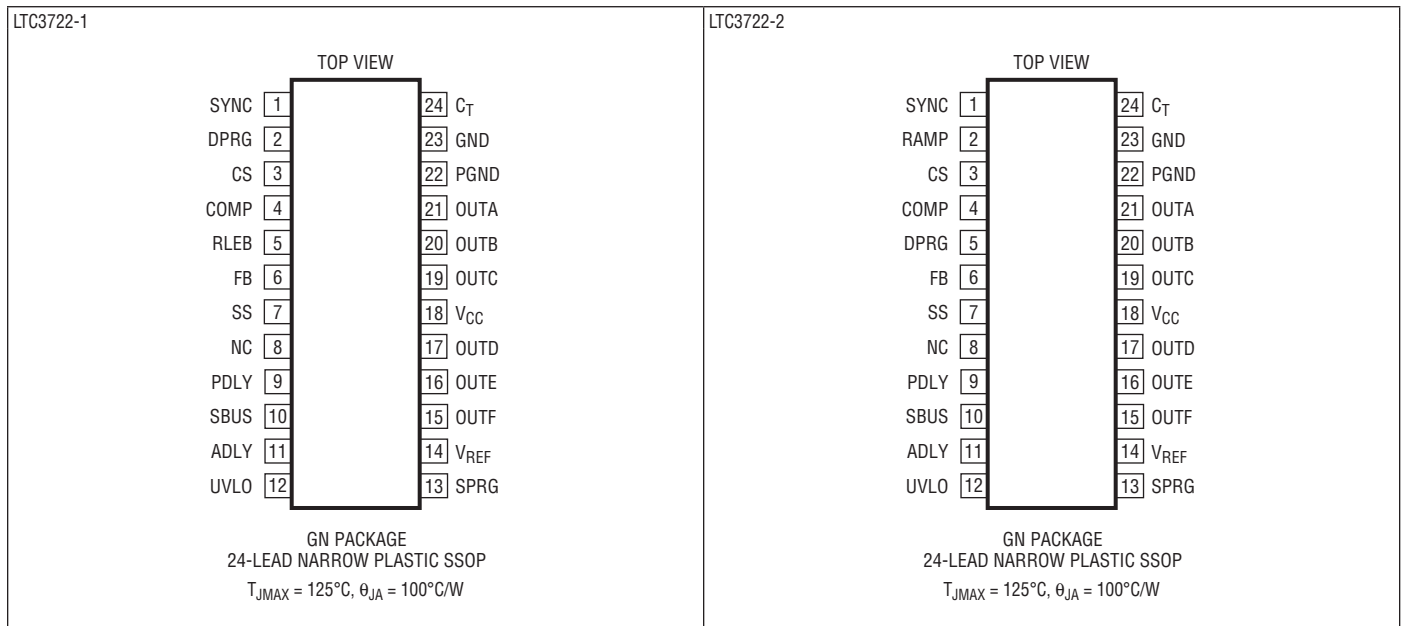 LTC3722-1
TOP VIEW
SYNC 1
DPRG 2
CS 3
COMP 4
RLEB 5
FB 6
SS 7
NC 8
PDLY 9
SBUS 10
ADLY 11
UVLO 12
24 CT
23 GND
22 PGND
21 OUTA
20 OUTB
19 OUTC
18 VCC
17 OUTD
16 OUTE
15 OUTF
14 VREF
13 SPRG
GN PACKAGE
24-LEAD NARROW PLASTIC SSOP
TJMAX = 125°C, θJA = 100°C/W
LTC3722-2
TOP VIEW
SYNC 1
RAMP 2
CS 3
COMP 4
DPRG 5
FB 6
SS 7
NC 8
PDLY 9
SBUS 10
ADLY 11
UVLO 12
24 CT
23 GND
22 PGND
21 OUTA
20 OUTB
19 OUTC
18 VCC
17 OUTD
16 OUTE
15 OUTF
14 VREF
13 SPRG
GN PACKAGE
24-LEAD NARROW PLASTIC SSOP
TJMAX = 125°C, θJA = 100°C/W